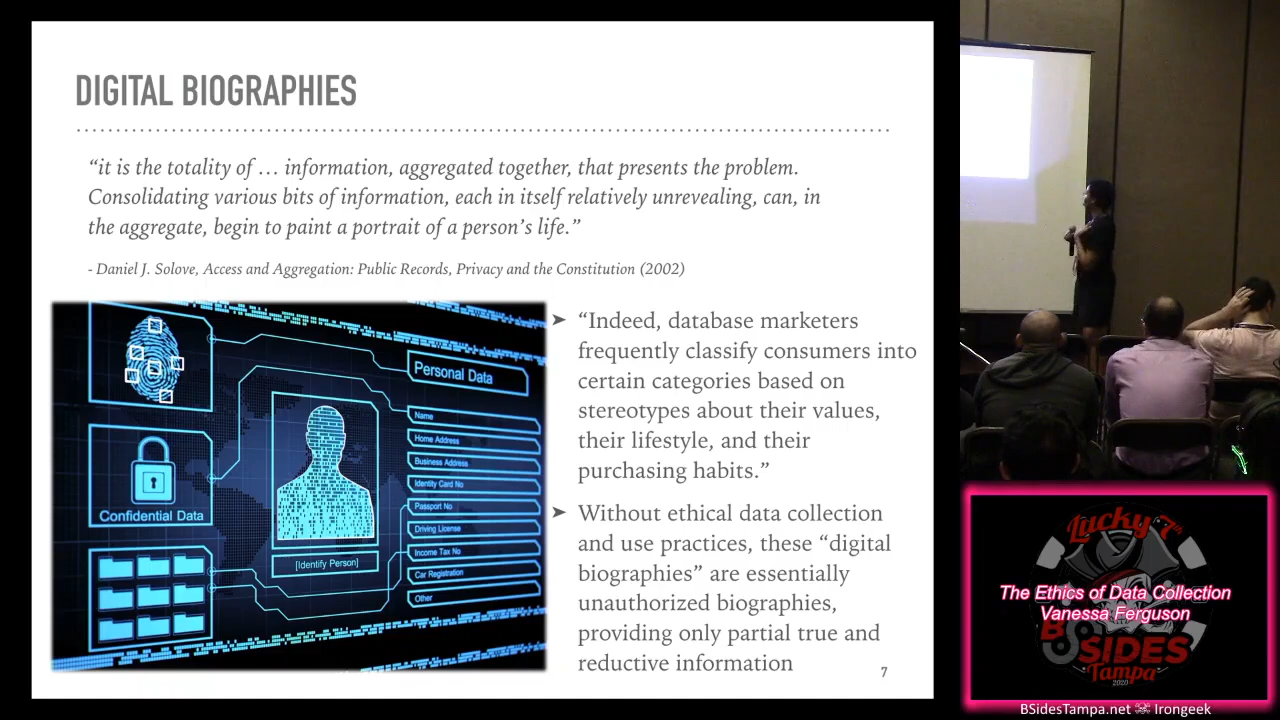 DIGITAL BIOGRAPHIES
“it is the totality of … information, aggregated together, that presents the problem.
Consolidating various bits of information, each in itself relatively unrevealing, can, in
the aggregate, begin to paint a portrait of a person’s life.”
- Daniel J. Solove, Access and Aggregation: Public Records, Privacy and the Constitution (2002)
Confidential Data
[Identify Person]
Personal Data
Name
Home Address
Business Address
Identity Card No
Passport No
Driving License
Income Tax No
Car Registration
Other
➤ “Indeed, database marketers
frequently classify consumers into
certain categories based on
stereotypes about their values,
their lifestyle, and their
purchasing habits.”
➤ Without ethical data collection
and use practices, these “digital
biographies” are essentially
unauthorized biographies,
providing only partial true and
reductive information
7
Lucky 7th
The Ethics of Data Collection
Vanessa Ferguson
BSIDES
Tampa
2020
BSidesTampa.net Irongeek